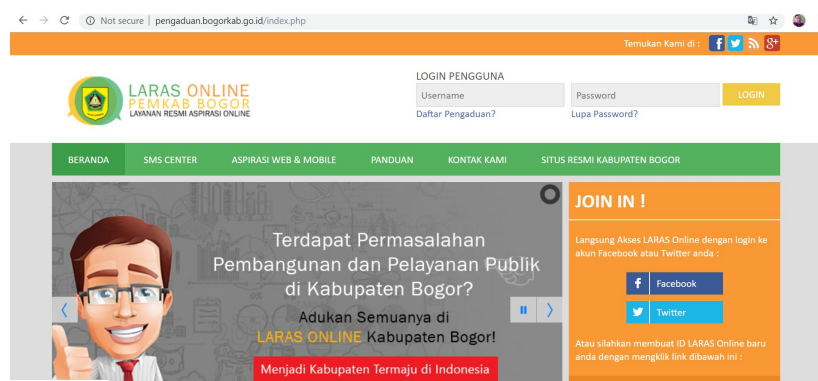 Not secure | pengaduan.bogorkab.go.id/index.php
Temukan Kami di :
LARAS ONLINE
PEMKAB BOGOR
LAYANAN RESMI ASPIRASI ONLINE
LOGIN PENGGUNA
Username Password LOGIN
Daftar Pengaduan? Lupa Password?
BERANDA SMS CENTER ASPIRASI WEB & MOBILE PANDUAN KONTAK KAMI SITUS RESMI KABUPATEN BOGOR
Terdapat Permasalahan
Pembangunan dan Pelayanan Publik
di Kabupaten Bogor?
Adukan Semuanya di
LARAS ONLINE Kabupaten Bogor!
Menjadi Kabupaten Termaju di Indonesia
JOIN IN !
Langsung Akses LARAS Online dengan login ke
akun Facebook atau Twitter anda :
Facebook
Twitter
Atau silahkan membuat ID LARAS Online baru
anda dengan mengklik link dibawah ini :